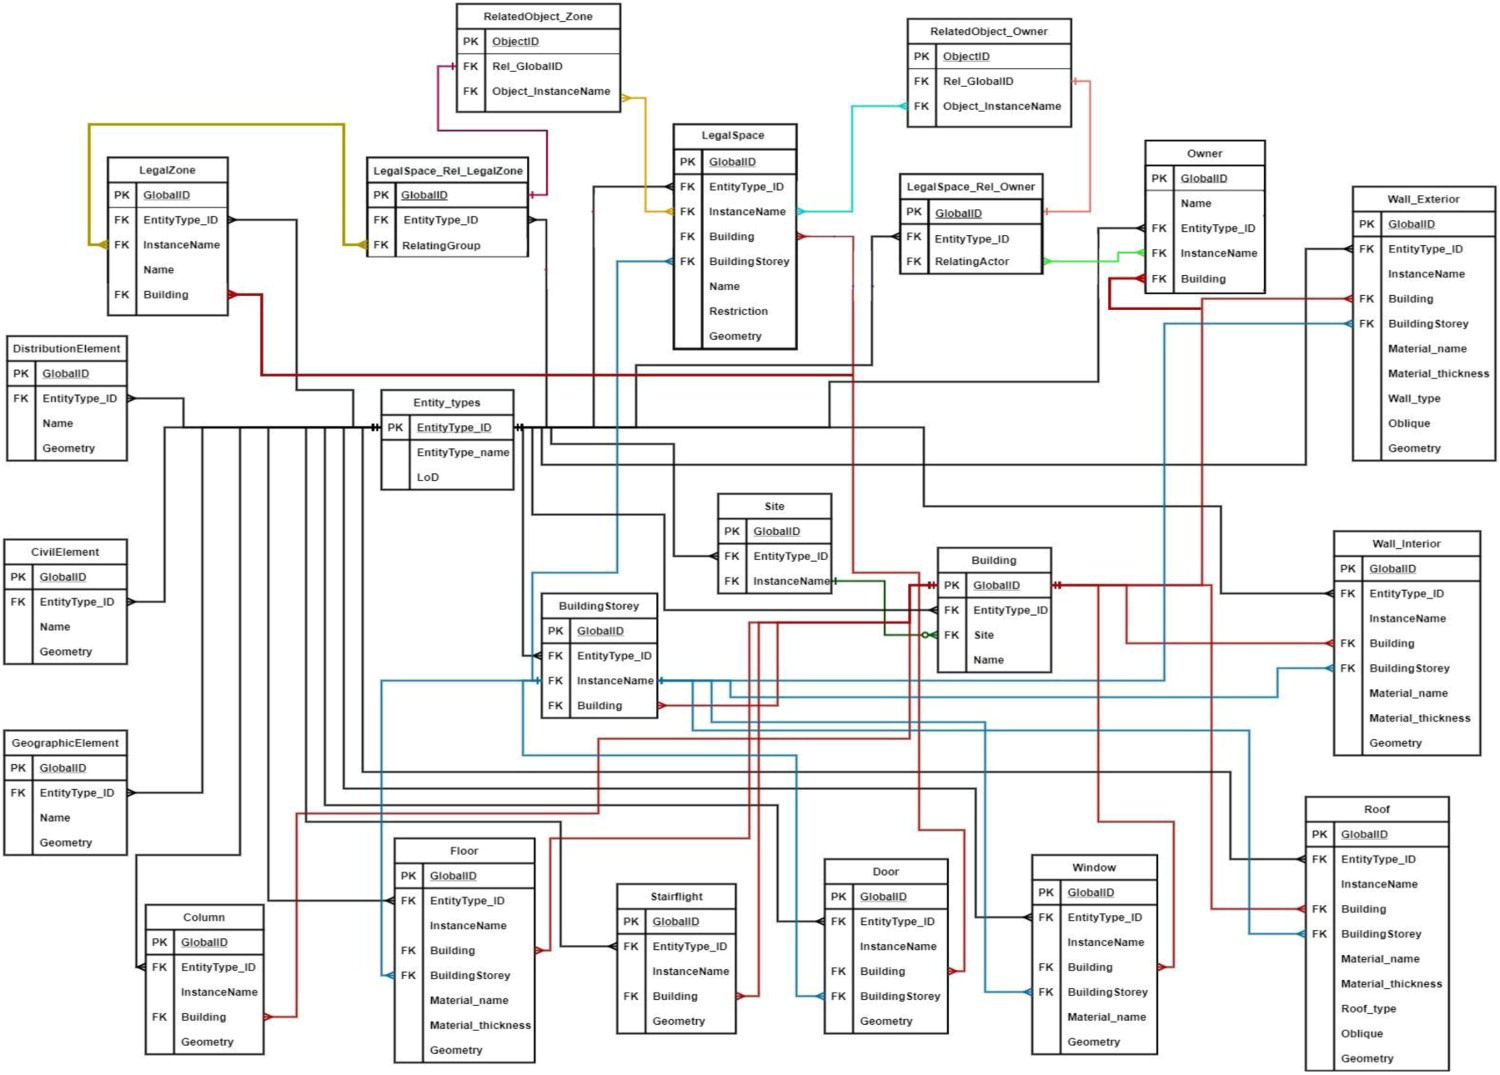 RelatedObject_Zone
PK ObjectID
FK Rel_GlobalID
FK Object_InstanceName
RelatedObject_Owner
PK ObjectID
FK Rel_GlobalID
FK Object_InstanceName
LegalZone
PK GlobalID
FK EntityType_ID
FK InstanceName
Name
FK Building
LegalSpace_Rel_LegalZone
PK GlobalID
FK EntityType_ID
FK RelatingGroup
LegalSpace
PK GlobalID
FK EntityType_ID
FK InstanceName
FK Building
FK BuildingStorey
Name
Restriction
Geometry
LegalSpace_Rel_Owner
PK GlobalID
FK EntityType_ID
FK RelatingActor
Owner
PK GlobalID
Name
FK EntityType_ID
FK InstanceName
FK Building
Wall_Exterior
PK GlobalID
FK EntityType_ID
InstanceName
FK Building
FK BuildingStorey
Material_name
Material_thickness
Wall_type
Oblique
Geometry
DistributionElement
PK GlobalID
FK EntityType_ID
Name
Geometry
Entity_types
PK EntityType_ID
EntityType_name
LoD
Site
PK GlobalID
FK EntityType_ID
FK InstanceName
CivilElement
PK GlobalID
FK EntityType_ID
Name
Geometry
BuildingStorey
PK GlobalID
FK EntityType_ID
FK InstanceName
FK Building
Building
PK GlobalID
FK EntityType_ID
FK Site
Name
Wall_Interior
PK GlobalID
FK EntityType_ID
InstanceName
FK Building
FK BuildingStorey
Material_name
Material_thickness
Geometry
GeographicElement
PK GlobalID
FK EntityType_ID
Name
Geometry
Column
PK GlobalID
FK EntityType_ID
InstanceName
FK Building
Geometry
Floor
PK GlobalID
FK EntityType_ID
InstanceName
FK Building
FK BuildingStorey
Material_name
Material_thickness
Geometry
Stairflight
PK GlobalID
FK EntityType_ID
InstanceName
FK Building
Geometry
Door
PK GlobalID
FK EntityType_ID
InstanceName
FK Building
FK BuildingStorey
Geometry
Window
PK GlobalID
FK EntityType_ID
InstanceName
FK Building
FK BuildingStorey
Material_name
Geometry
Roof
PK GlobalID
FK EntityType_ID
InstanceName
FK Building
FK BuildingStorey
Material_name
Material_thickness
Roof_type
Oblique
Geometry